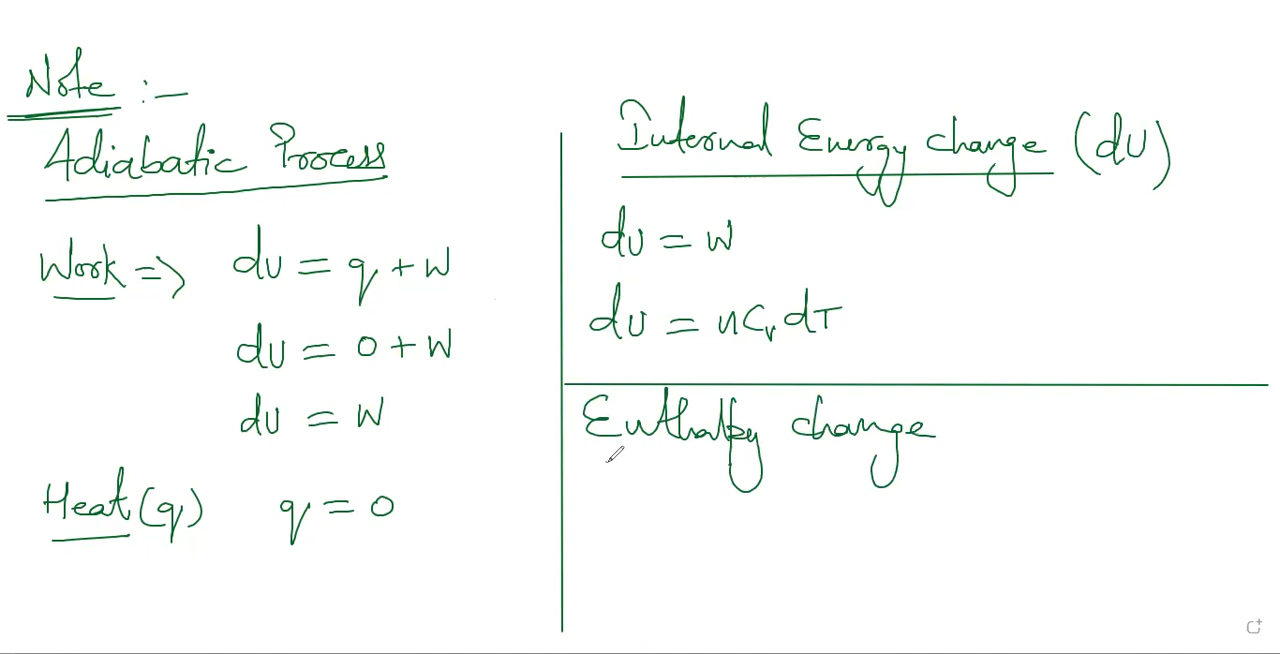 Note :-
Adiabatic Process
Work => dU = q + W
dU = 0 + W
dU = W
Heat (q) q = 0
Internal Energy change (dU)
dU = W
dU = nCv dT
Enthalpy change